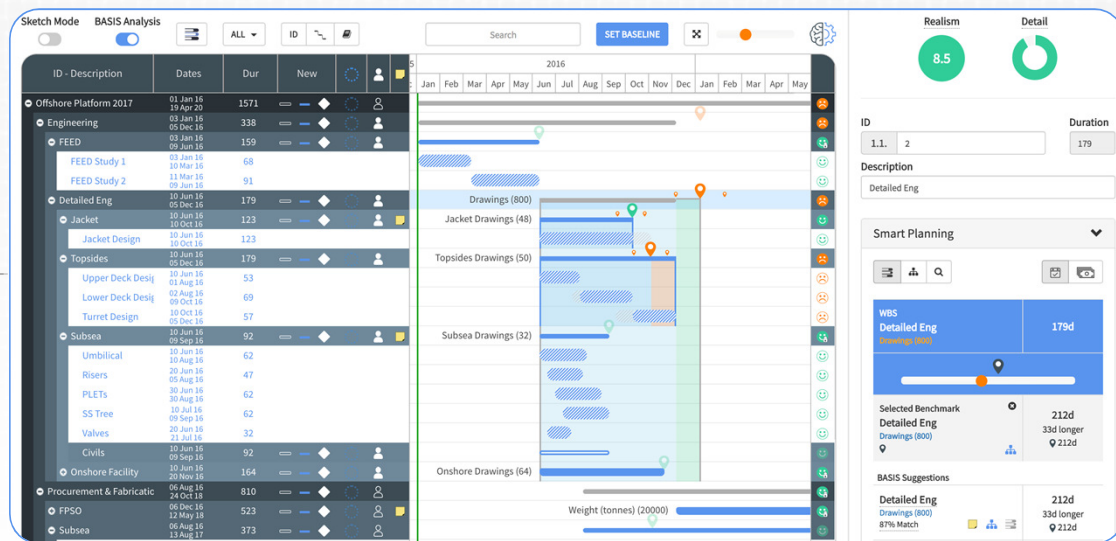 Sketch Mode
BASIS Analysis
ALL
ID
Search
SET BASELINE
Realism
Detail
8.5
ID - Description
Dates
Dur
New
5
2016
Jan Feb Mar Apr May Jun Jul Aug Sep Oct Nov Dec Jan Feb Mar Apr May
Offshore Platform 2017
01 Jan 16
19 Apr 20
1571
Engineering
03 Jan 16
05 Dec 16
338
FEED
03 Jan 16
09 Jun 16
159
FEED Study 1
03 Jan 16
10 Mar 16
68
FEED Study 2
11 Mar 16
09 Jun 16
91
Detailed Eng
10 Jun 16
05 Dec 16
179
Drawings (800)
Jacket
10 Jun 16
10 Oct 16
123
Jacket Drawings (48)
Jacket Design
10 Jun 16
10 Oct 16
123
Topsides
10 Jun 16
05 Dec 16
179
Topsides Drawings (50)
Upper Deck Desig
10 Jun 16
01 Aug 16
53
Lower Deck Desig
02 Aug 16
09 Oct 16
69
Turret Design
10 Oct 16
05 Dec 16
57
Subsea
10 Jun 16
09 Sep 16
92
Subsea Drawings (32)
Umbilical
10 Jun 16
10 Aug 16
62
Risers
20 Jun 16
05 Aug 16
47
PLETs
30 Jun 16
30 Aug 16
62
SS Tree
10 Jul 16
09 Sep 16
62
Valves
20 Jun 16
21 Jul 16
32
Civils
10 Jun 16
09 Sep 16
92
Onshore Facility
10 Jun 16
20 Nov 16
164
Onshore Drawings (64)
Procurement & Fabricatic
06 Aug 16
24 Oct 18
810
FPSO
06 Dec 16
12 May 18
523
Weight (tonnes) (20000)
Subsea
06 Aug 16
13 Aug 17
373
ID
Duration
1.1.
2
179
Description
Detailed Eng
Smart Planning
WBS
Detailed Eng
Drawings (800)
179d
Selected Benchmark
Detailed Eng
Drawings (800)
212d
33d longer
212d
BASIS Suggestions
Detailed Eng
Drawings (800)
87% Match
212d
33d longer
212d